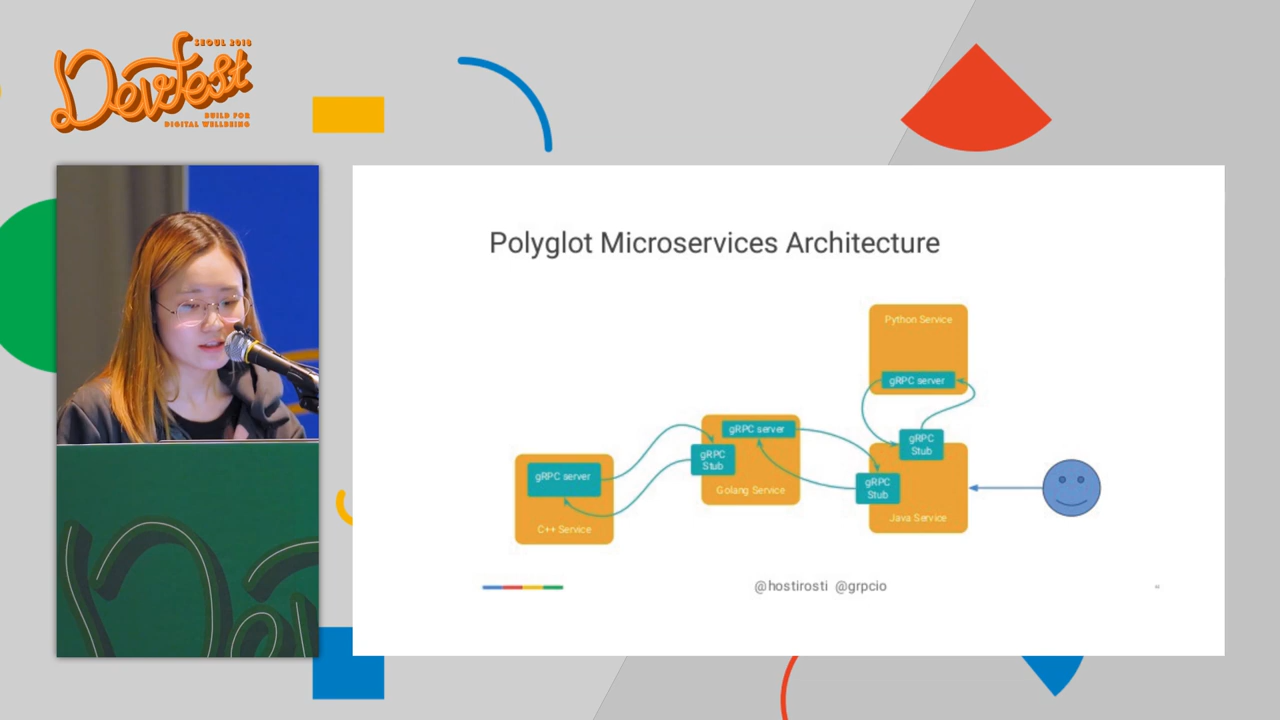 SEOUL 2018
DevFest
BUILD FOR
DIGITAL WELLBEING
Polyglot Microservices Architecture
Python Service
gRPC server
gRPC
Stub
gRPC server
gRPC
Stub
Golang Service
gRPC server
C++ Service
gRPC
Stub
Java Service
@hostirosti @grpcio
Dev